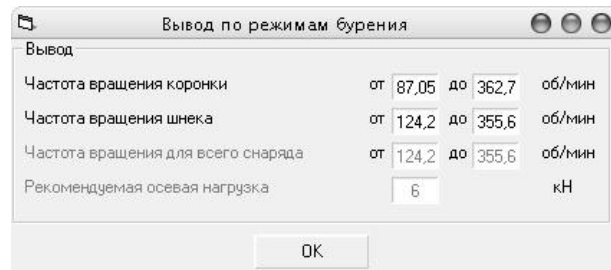 Вывод по режимам бурения
Вывод
Частота вращения коронки от 87,05 до 362,7 об/мин
Частота вращения шнека от 124,2 до 355,6 об/мин
Частота вращения для всего снаряда от 124,2 до 355,6 об/мин
Рекомендуемая осевая нагрузка 6 кН
OK